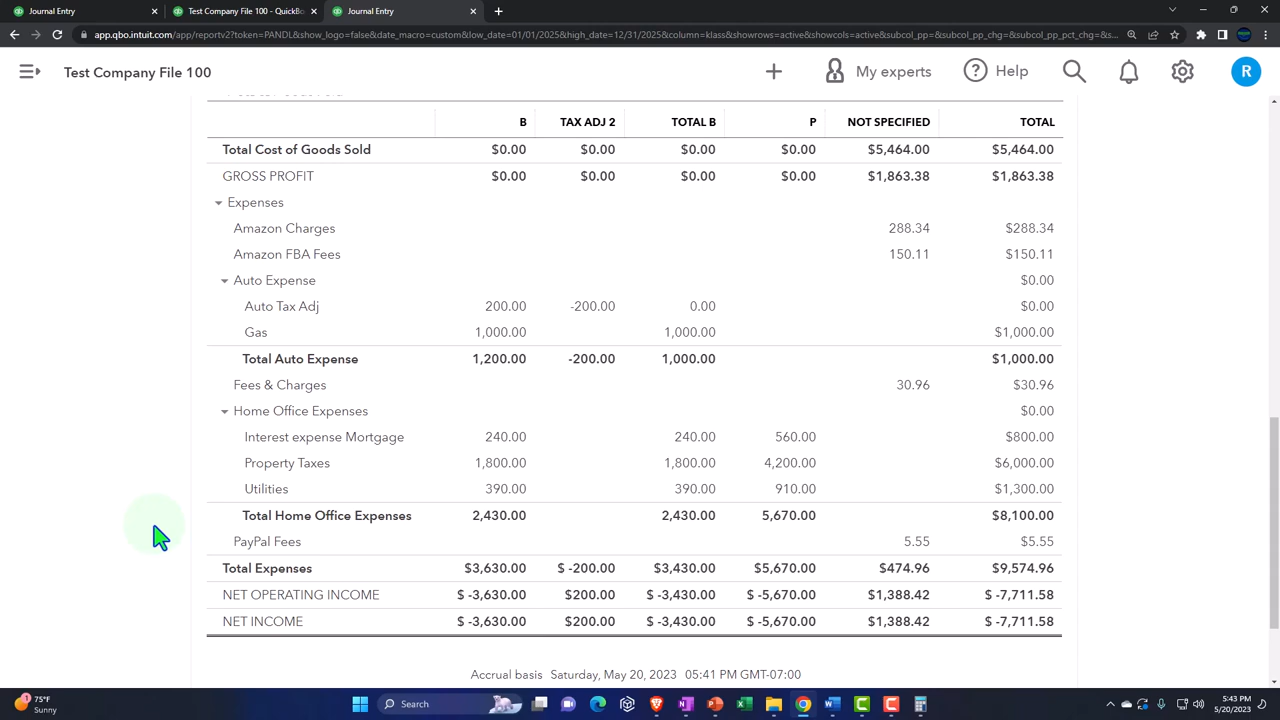 Journal Entry
Test Company File 100 - QuickBo
Journal Entry
app.qbo.intuit.com/app/reportv2?token=PANDL&show_logo=false&date_macro=custom&low_date=01/01/2025&high_date=12/31/2025&column=klass&showrows=active&showcols=active&subcol_pp=&subcol_pp_chg=&subcol_pp_pct_chg=&s...
Test Company File 100
My experts
Help
R
B TAX ADJ 2 TOTAL B P NOT SPECIFIED TOTAL
Total Cost of Goods Sold $0.00 $0.00 $0.00 $0.00 $5,464.00 $5,464.00
GROSS PROFIT $0.00 $0.00 $0.00 $0.00 $1,863.38 $1,863.38
Expenses
Amazon Charges 288.34 $288.34
Amazon FBA Fees 150.11 $150.11
Auto Expense $0.00
Auto Tax Adj 200.00 -200.00 0.00 $0.00
Gas 1,000.00 1,000.00 $1,000.00
Total Auto Expense 1,200.00 -200.00 1,000.00 $1,000.00
Fees & Charges 30.96 $30.96
Home Office Expenses $0.00
Interest expense Mortgage 240.00 240.00 560.00 $800.00
Property Taxes 1,800.00 1,800.00 4,200.00 $6,000.00
Utilities 390.00 390.00 910.00 $1,300.00
Total Home Office Expenses 2,430.00 2,430.00 5,670.00 $8,100.00
PayPal Fees 5.55 $5.55
Total Expenses $3,630.00 $ -200.00 $3,430.00 $5,670.00 $474.96 $9,574.96
NET OPERATING INCOME $ -3,630.00 $200.00 $ -3,430.00 $ -5,670.00 $1,388.42 $ -7,711.58
NET INCOME $ -3,630.00 $200.00 $ -3,430.00 $ -5,670.00 $1,388.42 $ -7,711.58
Accrual basis Saturday, May 20, 2023 05:41 PM GMT-07:00
1
75°F
Sunny
Search
5:43 PM
5/20/2023